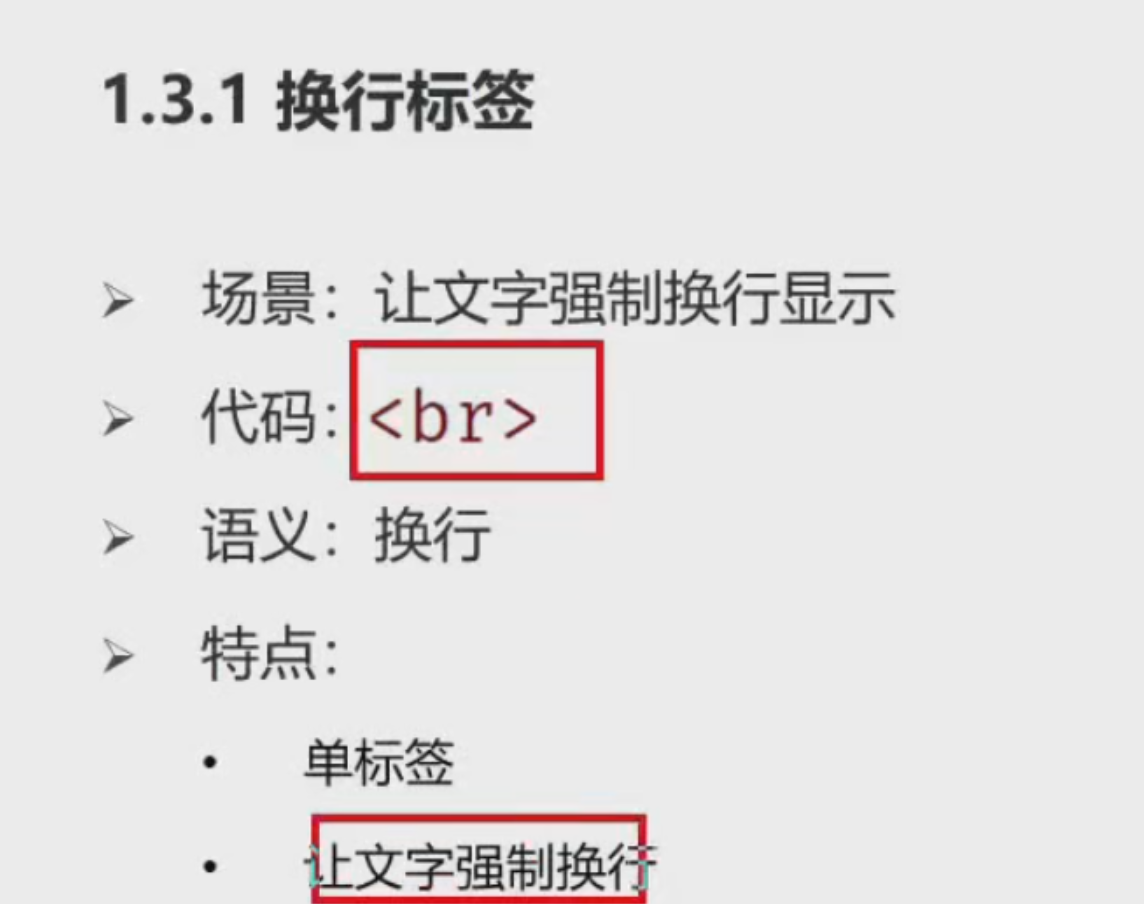 1.3.1 换行标签
场景：让文字强制换行显示
代码：<br>
语义：换行
特点：
单标签
让文字强制换行